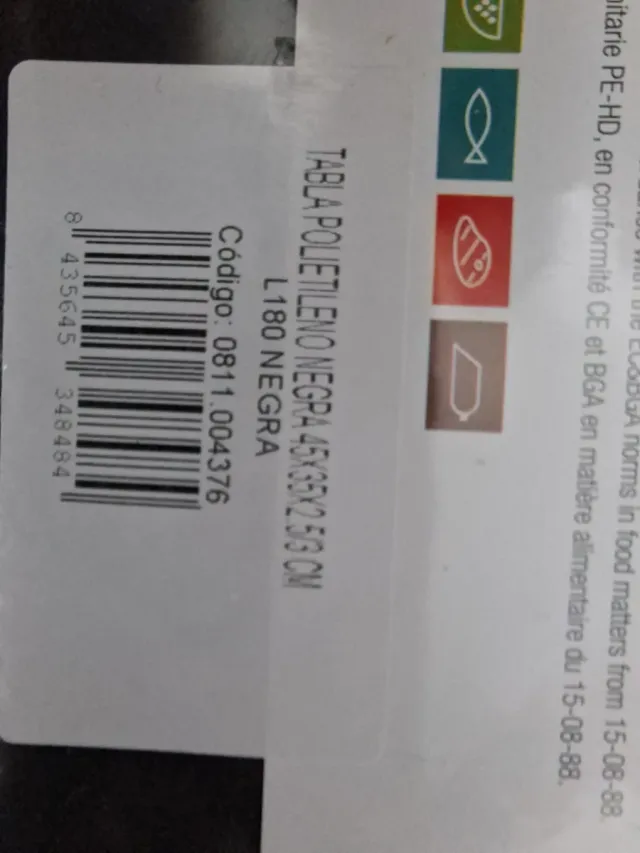 TABLA POLIETILENO NEGRA 45X35X2.5/3 CM
L180 NEGRA
Código: 0811.004376
8 435645 348484
norms in food matters from 15-08-88.
PE-HD, en conformité CE et BGA en matière alimentaire du 15-08-88.